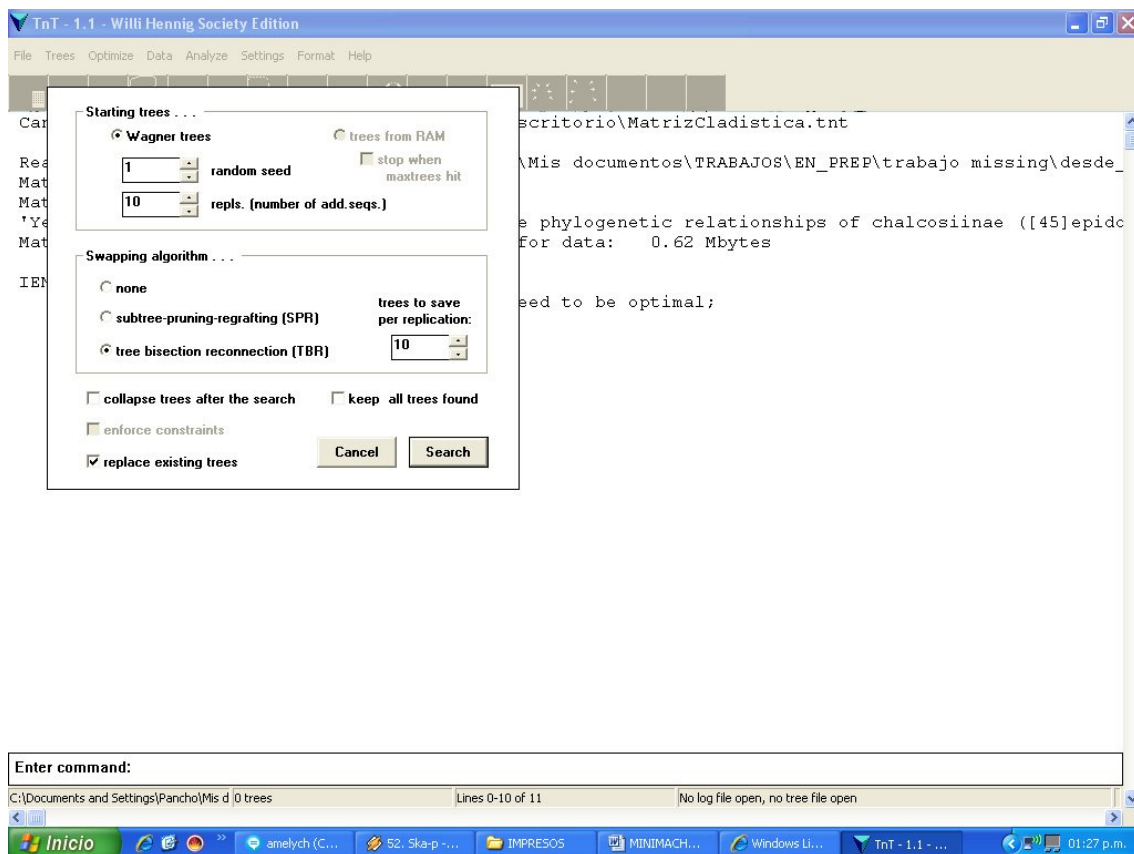 TnT - 1.1 - Willi Hennig Society Edition
File Trees Optimize Data Analyze Settings Format Help
Starting trees . . .
Wagner trees
trees from RAM
1
random seed
stop when
maxtrees hit
10
repls. (number of add.seqs.)
Swapping algorithm . . .
none
subtree-pruning-regrafting (SPR)
tree bisection reconnection (TBR)
trees to save
per replication:
10
collapse trees after the search
keep all trees found
enforce constraints
replace existing trees
Cancel
Search
scritorio\MatrizCladistica.tnt
\Mis documentos\TRABAJOS\EN_PREP\trabajo missing\desde_
Mat
Mat
'Ye
e phylogenetic relationships of chalcosiinae ([45]epido
Mat
for data: 0.62 Mbytes
eed to be optimal;
Enter command:
C:\Documents and Settings\Pancho\Mis d
0 trees
Lines 0-10 of 11
No log file open, no tree file open
Inicio
amelych (C...
52. Ska-p -...
IMPRESOS
MINIMACH...
Windows Li...
TnT - 1.1 - ...
01:27 p.m.